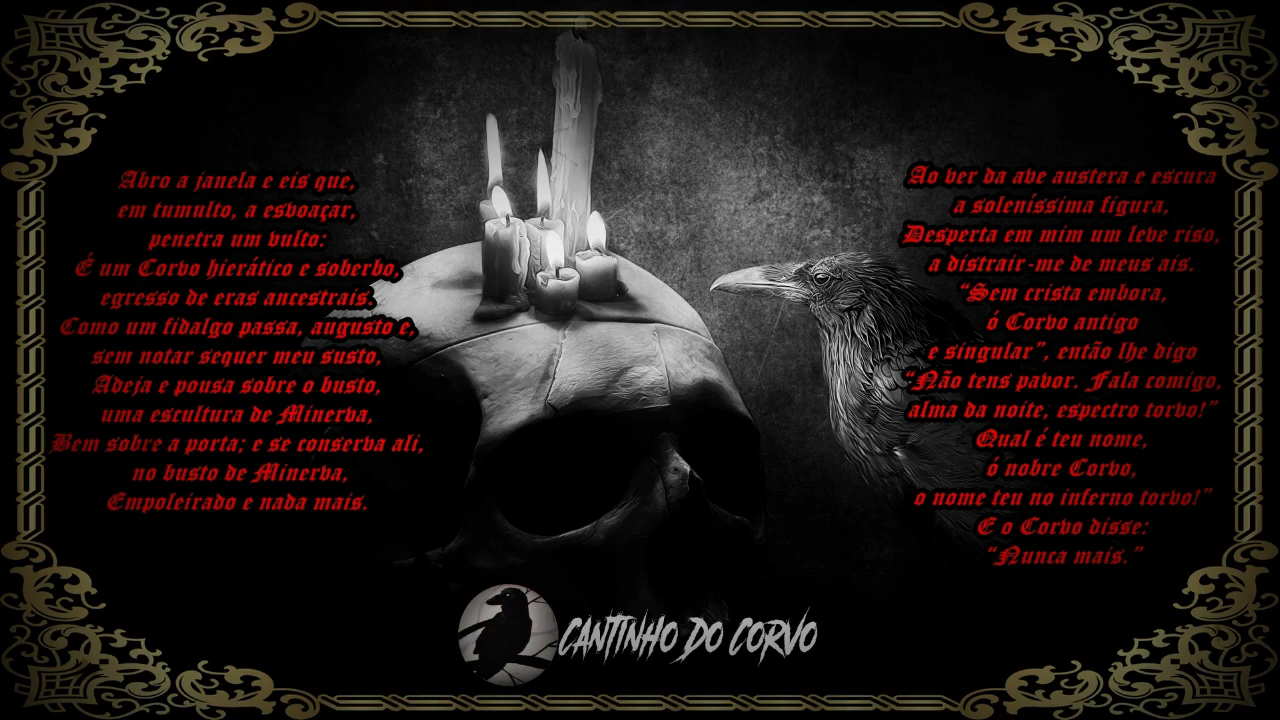 Abro a janela e eis que,
em tumulto, a esvoaçar,
penetra um vulto:
É um Corvo hierático e soberbo,
egresso de eras ancestrais.
Como um fidalgo passa, augusto e,
sem notar sequer meu susto,
Adeja e pousa sobre o busto,
uma escultura de Minerva,
Bem sobre a porta; e se conserva ali,
no busto de Minerva,
Empoleirado e nada mais.
Ao ver da ave austera e escura
a soleníssima figura,
Desperta em mim um leve riso,
a distrair-me de meus ais.
“Sem crista embora,
ó Corvo antigo
e singular”, então lhe digo
“Não tens pavor. Fala comigo,
alma da noite, espectro torvo!”
Qual é teu nome,
ó nobre Corvo,
o nome teu no inferno torvo!”
E o Corvo disse:
“Nunca mais.”
CANTINHO DO CORVO